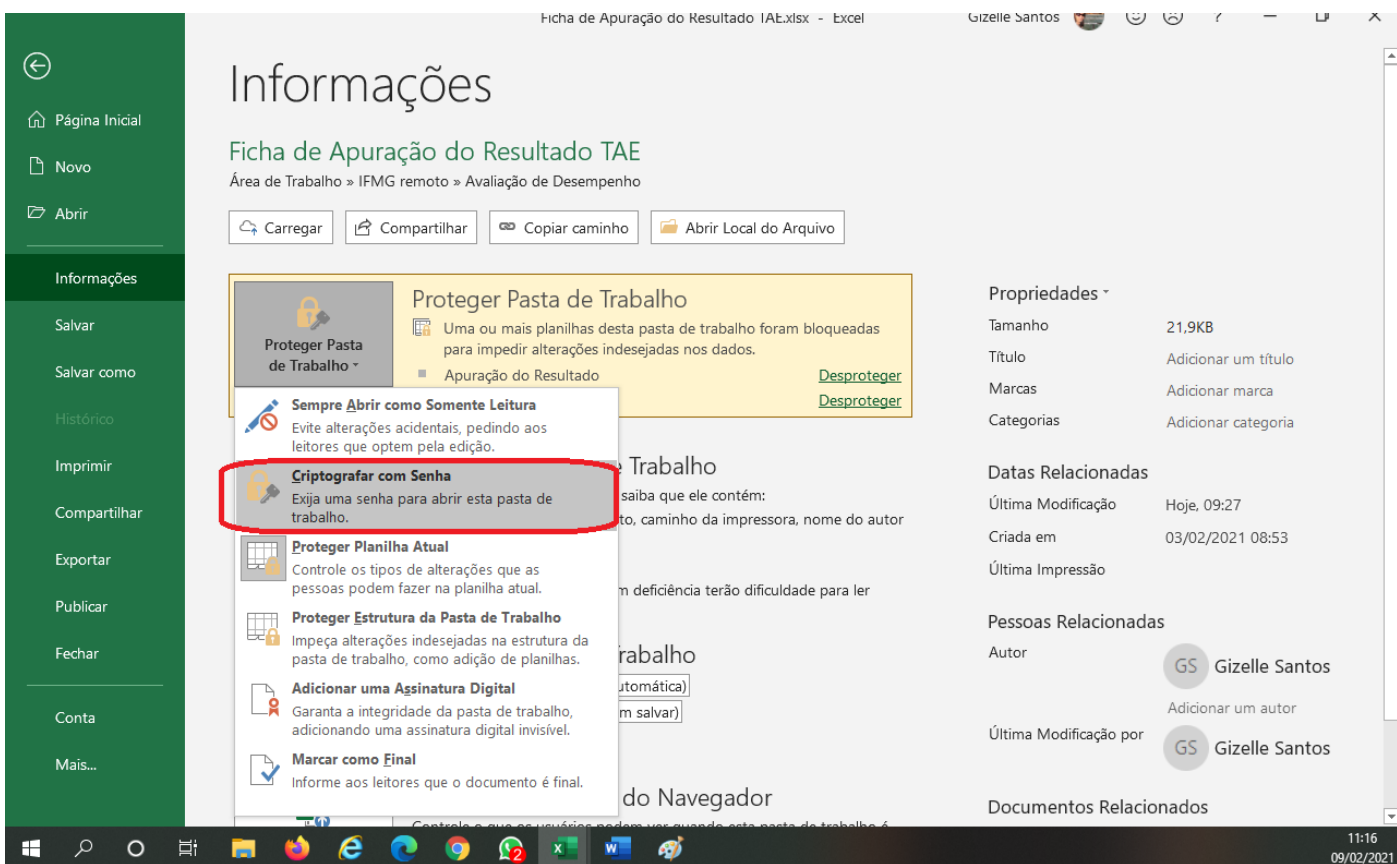 Ficha de Apuração do Resultado TAE.xlsx - Excel
Gizelle Santos
?
Informações
Página Inicial
Novo
Abrir
Informações
Salvar
Salvar como
Histórico
Imprimir
Compartilhar
Exportar
Publicar
Fechar
Conta
Mais...
Ficha de Apuração do Resultado TAE
Área de Trabalho » IFMG remoto » Avaliação de Desempenho
Carregar
Compartilhar
Copiar caminho
Abrir Local do Arquivo
Proteger Pasta
de Trabalho
Proteger Pasta de Trabalho
Uma ou mais planilhas desta pasta de trabalho foram bloqueadas
para impedir alterações indesejadas nos dados.
Apuração do Resultado
Desproteger
Desproteger
Sempre Abrir como Somente Leitura
Evite alterações acidentais, pedindo aos
leitores que optem pela edição.
Criptografar com Senha
Exija uma senha para abrir esta pasta de
trabalho.
Proteger Planilha Atual
Controle os tipos de alterações que as
pessoas podem fazer na planilha atual.
Proteger Estrutura da Pasta de Trabalho
Impeça alterações indesejadas na estrutura da
pasta de trabalho, como adição de planilhas.
Adicionar uma Assinatura Digital
Garanta a integridade da pasta de trabalho,
adicionando uma assinatura digital invisível.
Marcar como Final
Informe aos leitores que o documento é final.
Trabalho
saiba que ele contém:
to, caminho da impressora, nome do autor
m deficiência terão dificuldade para ler
rabalho
utomática)
m salvar)
do Navegador
Controle o que os usuários podem ver quando esta pasta de trabalho é
Propriedades
Tamanho 21,9KB
Título Adicionar um título
Marcas Adicionar marca
Categorias Adicionar categoria
Datas Relacionadas
Última Modificação Hoje, 09:27
Criada em 03/02/2021 08:53
Última Impressão
Pessoas Relacionadas
Autor GS Gizelle Santos
Adicionar um autor
Última Modificação por GS Gizelle Santos
Documentos Relacionados
2
11:16
09/02/2021